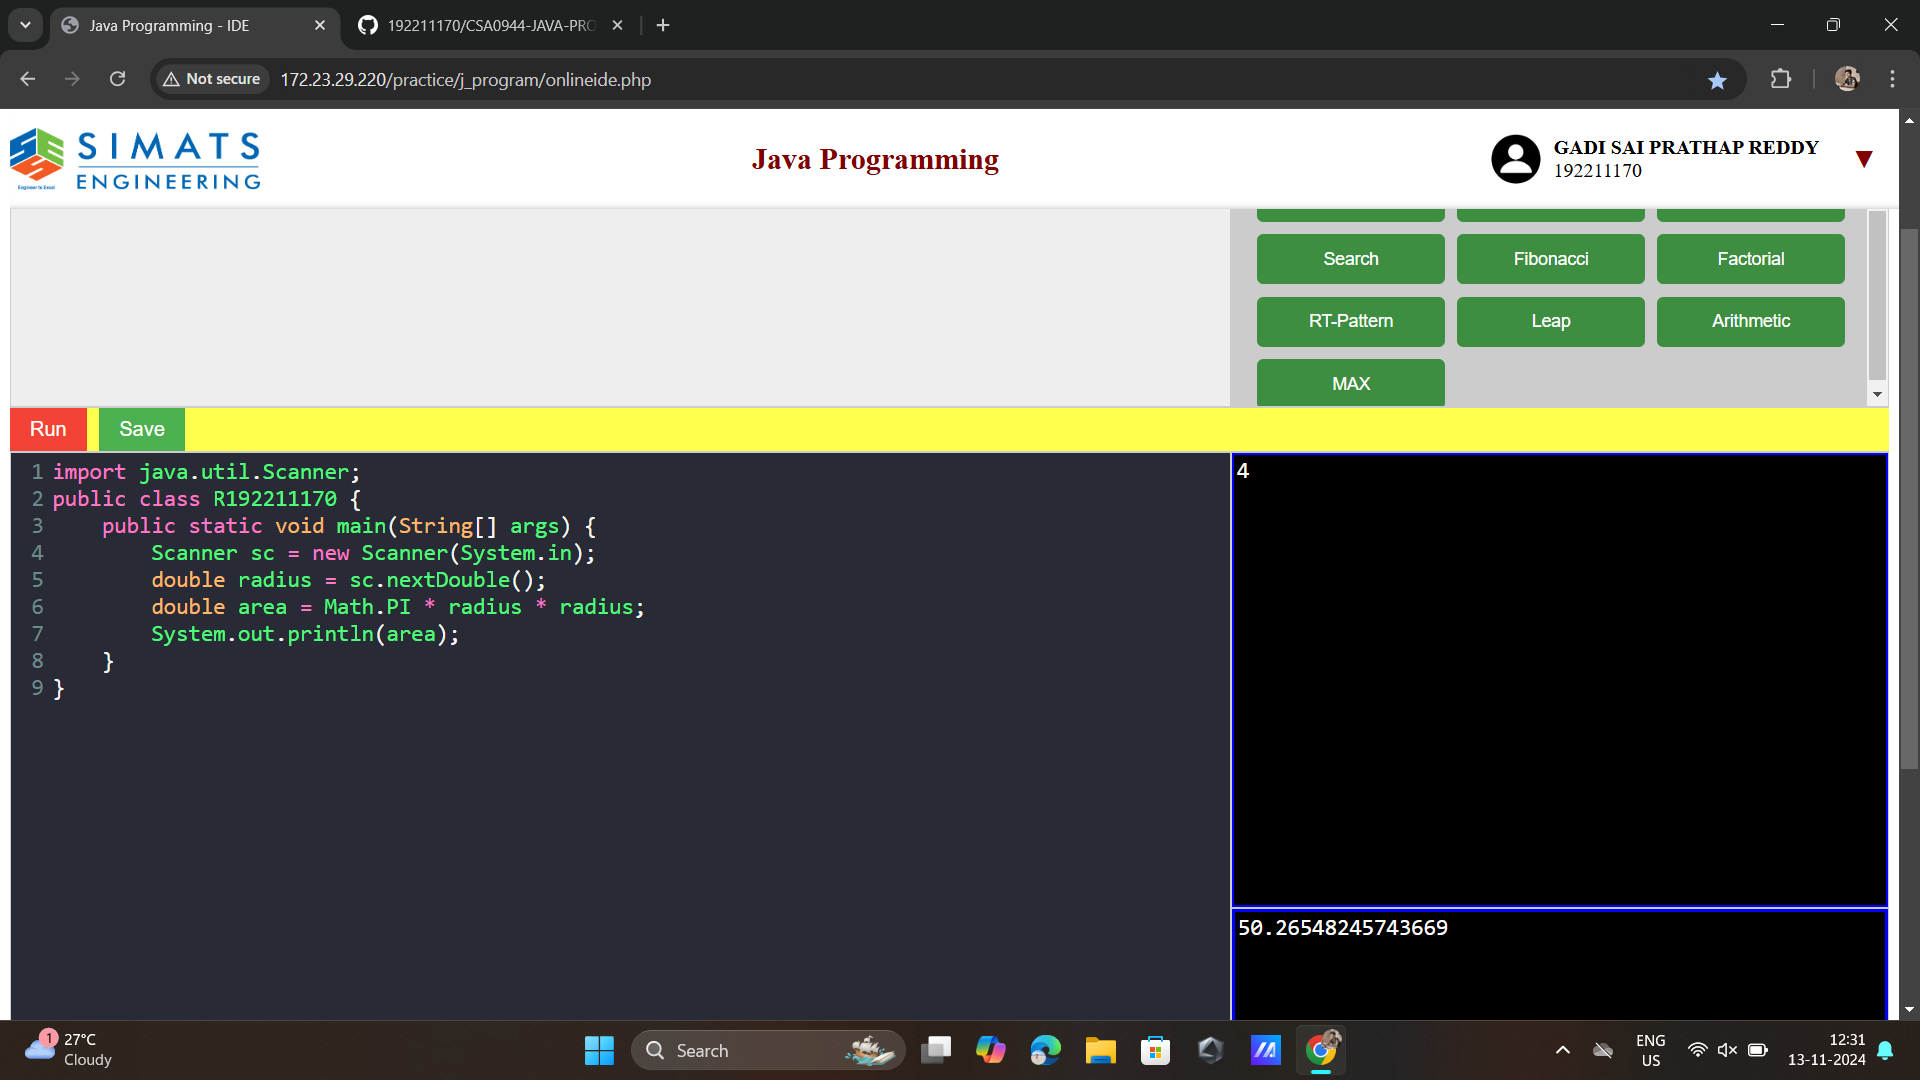 Java Programming - IDE
192211170/CSA0944-JAVA-PRO
Not secure
172.23.29.220/practice/j_program/onlineide.php
SIMATS
ENGINEERING
Engineer to Excel
Java Programming
GADI SAI PRATHAP REDDY
192211170
Search
Fibonacci
Factorial
RT-Pattern
Leap
Arithmetic
MAX
Run
Save
1 import java.util.Scanner;
2 public class R192211170 {
3     public static void main(String[] args) {
4         Scanner sc = new Scanner(System.in);
5         double radius = sc.nextDouble();
6         double area = Math.PI * radius * radius;
7         System.out.println(area);
8     }
9 }
4
50.26548245743669
1
27°C
Cloudy
Search
ENG
US
12:31
13-11-2024